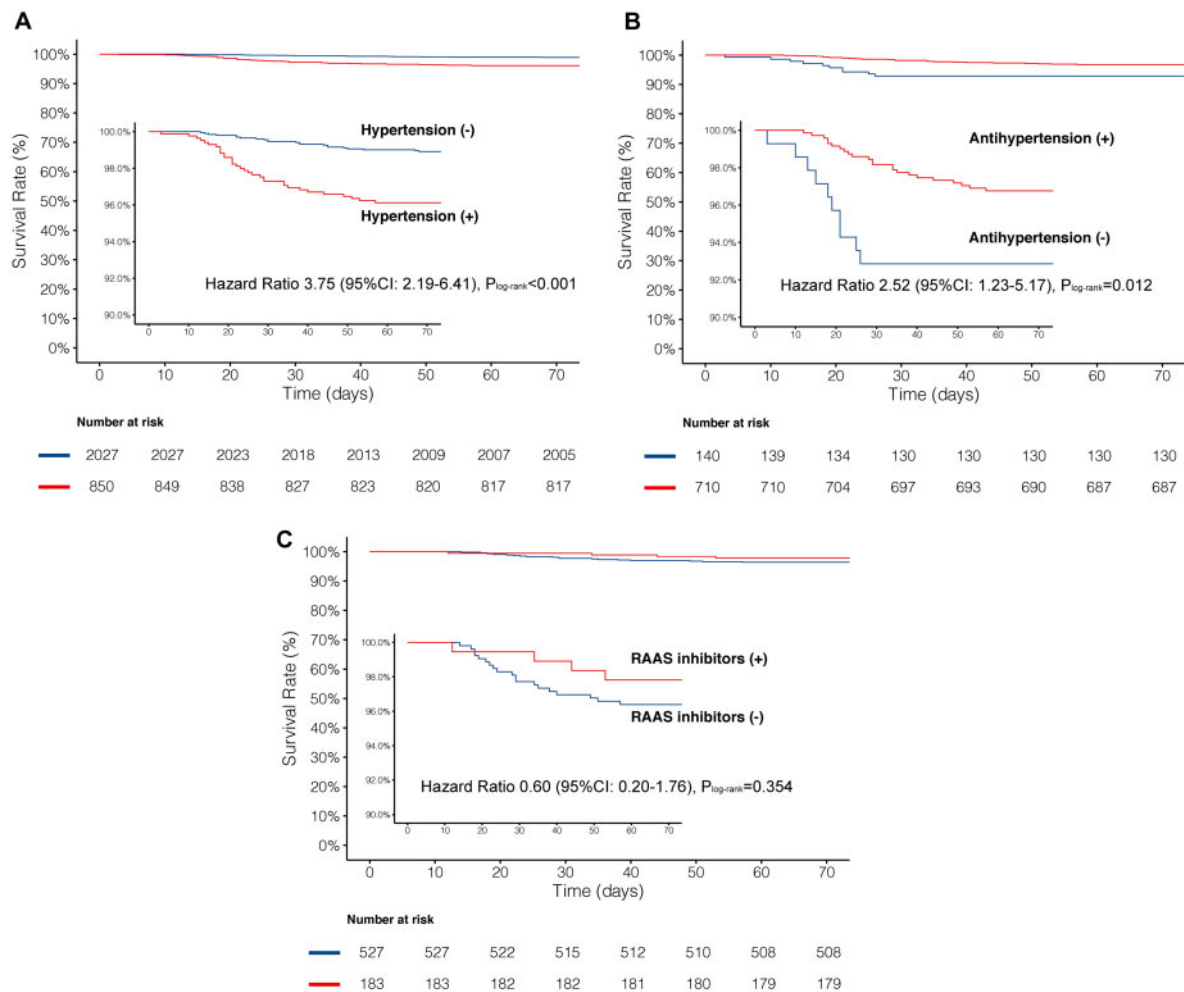 A
Survival Rate (%)
100%
90%
80%
70%
60%
50%
40%
30%
20%
10%
0%
100.0%
98.0%
96.0%
94.0%
92.0%
90.0%
Hypertension (-)
Hypertension (+)
Hazard Ratio 3.75 (95%CI: 2.19-6.41), Plog-rank<0.001
0 10 20 30 40 50 60 70
0 10 20 30 40 50 60 70
Time (days)
Number at risk
2027 2027 2023 2018 2013 2009 2007 2005
850 849 838 827 823 820 817 817
B
Survival Rate (%)
100%
90%
80%
70%
60%
50%
40%
30%
20%
10%
0%
100.0%
98.0%
96.0%
94.0%
92.0%
90.0%
Antihypertension (+)
Antihypertension (-)
Hazard Ratio 2.52 (95%CI: 1.23-5.17), Plog-rank=0.012
0 10 20 30 40 50 60 70
0 10 20 30 40 50 60 70
Time (days)
Number at risk
140 139 134 130 130 130 130 130
710 710 704 697 693 690 687 687
C
Survival Rate (%)
100%
90%
80%
70%
60%
50%
40%
30%
20%
10%
0%
100.0%
98.0%
96.0%
94.0%
92.0%
90.0%
RAAS inhibitors (+)
RAAS inhibitors (-)
Hazard Ratio 0.60 (95%CI: 0.20-1.76), Plog-rank=0.354
0 10 20 30 40 50 60 70
0 10 20 30 40 50 60 70
Time (days)
Number at risk
527 527 522 515 512 510 508 508
183 183 182 182 181 180 179 179